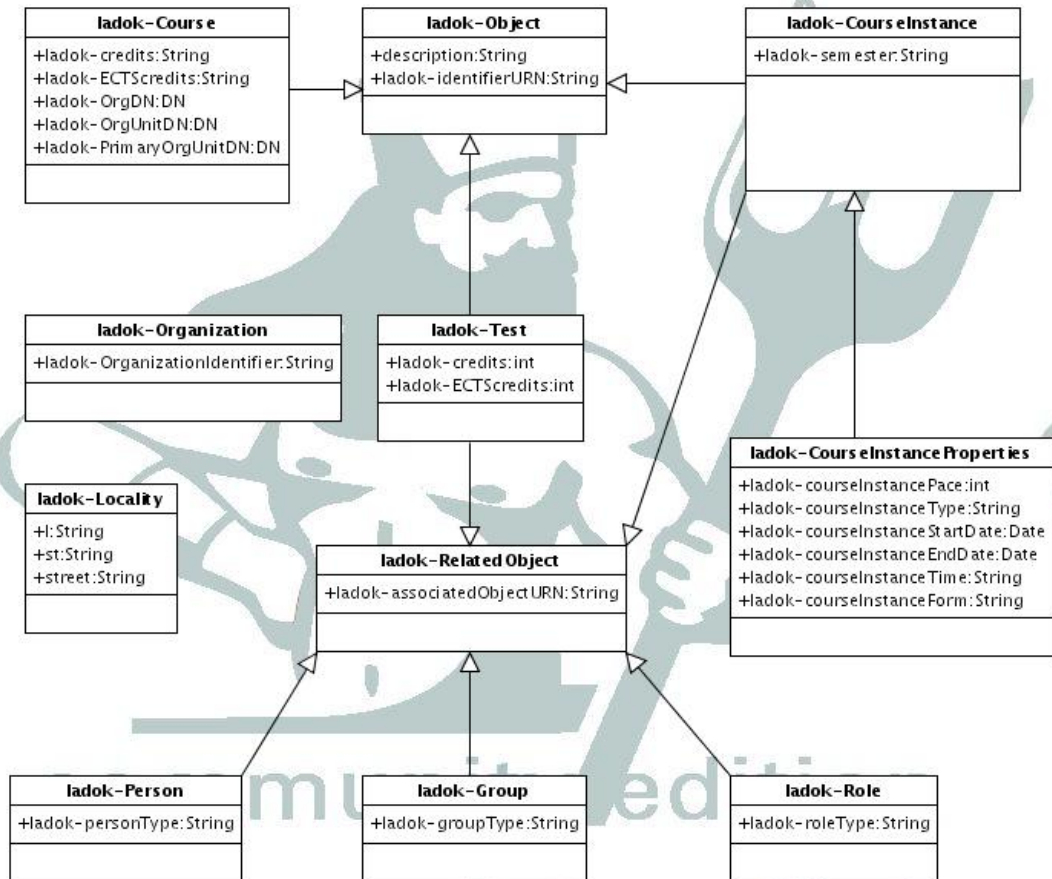 ladok-Course
+ladok-credits:String
+ladok-ECTScredits:String
+ladok-OrgDN:DN
+ladok-OrgUnitDN:DN
+ladok-PrimaryOrgUnitDN:DN
ladok-Object
+description:String
+ladok-identifierURN:String
ladok-CourseInstance
+ladok-semester:String
ladok-Organization
+ladok-OrganizationIdentifier:String
ladok-Test
+ladok-credits:int
+ladok-ECTScredits:int
ladok-CourseInstanceProperties
+ladok-courseInstancePace:int
+ladok-courseInstanceType:String
+ladok-courseInstanceStartDate:Date
+ladok-courseInstanceEndDate:Date
+ladok-courseInstanceTime:String
+ladok-courseInstanceForm:String
ladok-Locality
+l:String
+st:String
+street:String
ladok-RelatedObject
+ladok-associatedObjectURN:String
ladok-Person
+ladok-personType:String
ladok-Group
+ladok-groupType:String
ladok-Role
+ladok-roleType:String
community edition